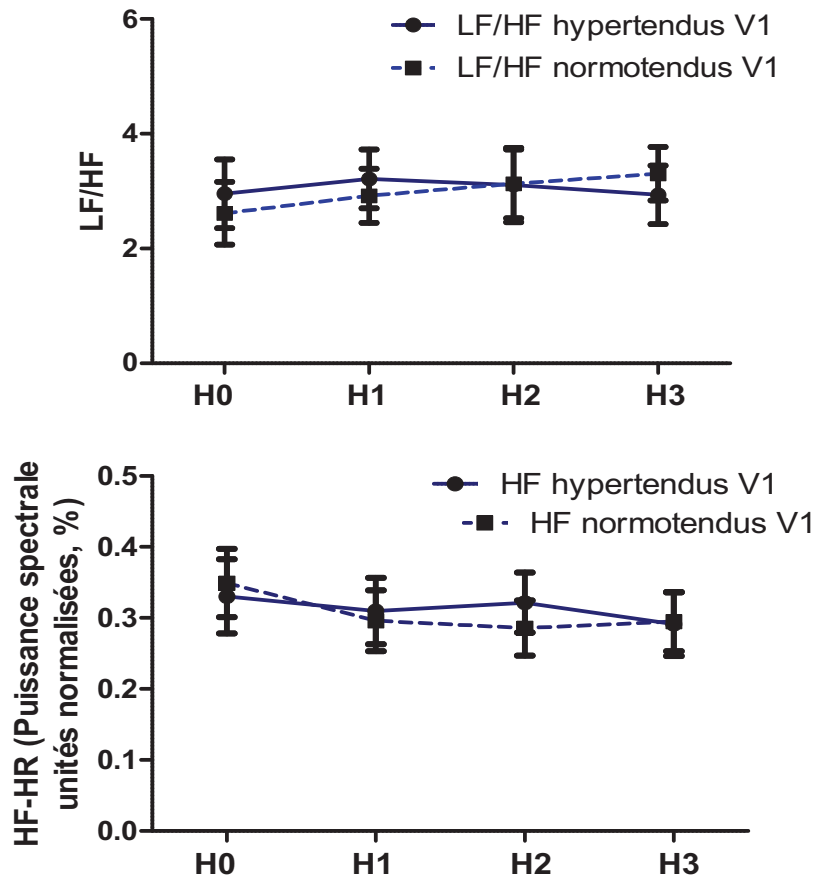 LF/HF hypertendus V1
LF/HF normotendus V1
6
4
2
0
LF/HF
H0 H1 H2 H3
HF hypertendus V1
HF normotendus V1
0.5
0.4
0.3
0.2
0.1
0.0
HF-HR (Puissance spectrale
unités normalisées, %)
H0 H1 H2 H3